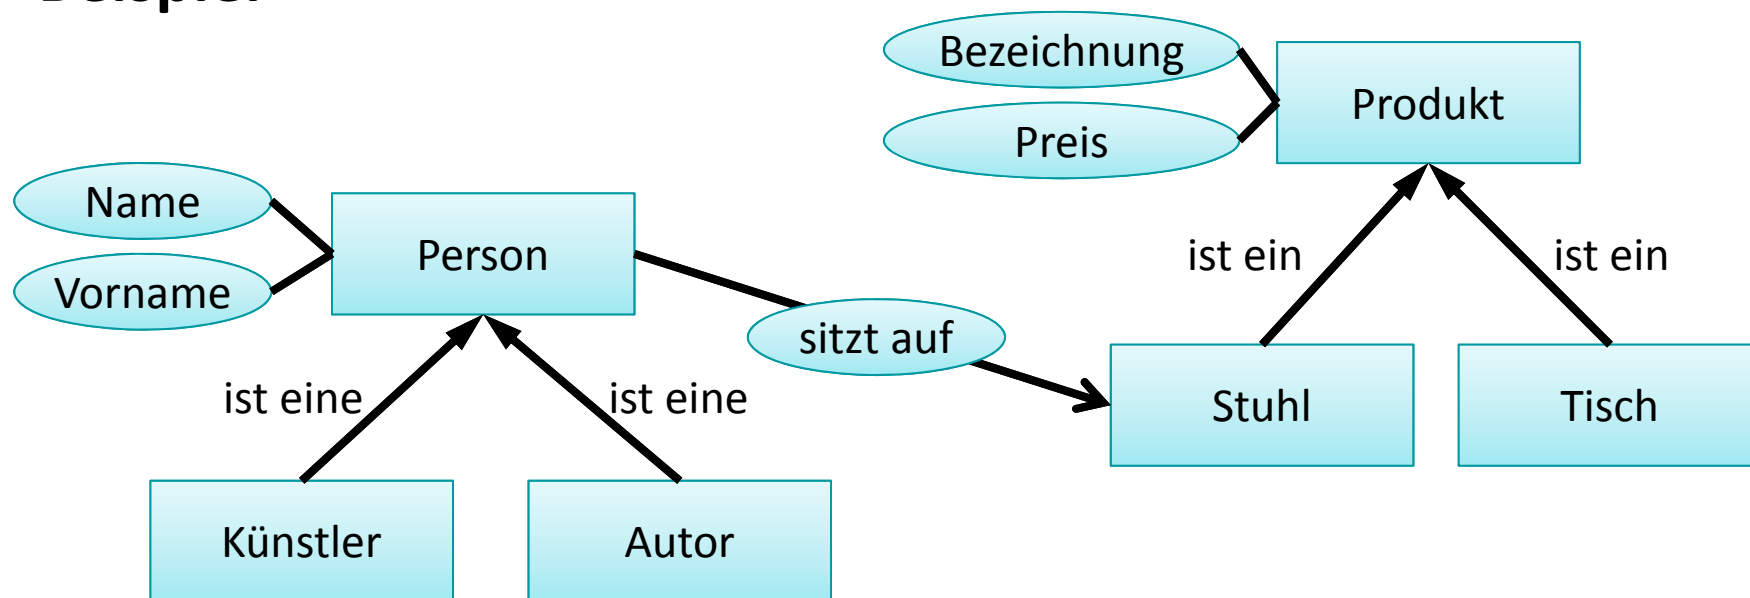 Bezeichnung
Produkt
Preis
Name
Person
Vorname
ist ein
ist ein
sitzt auf
ist eine
ist eine
Stuhl
Tisch
Künstler
Autor